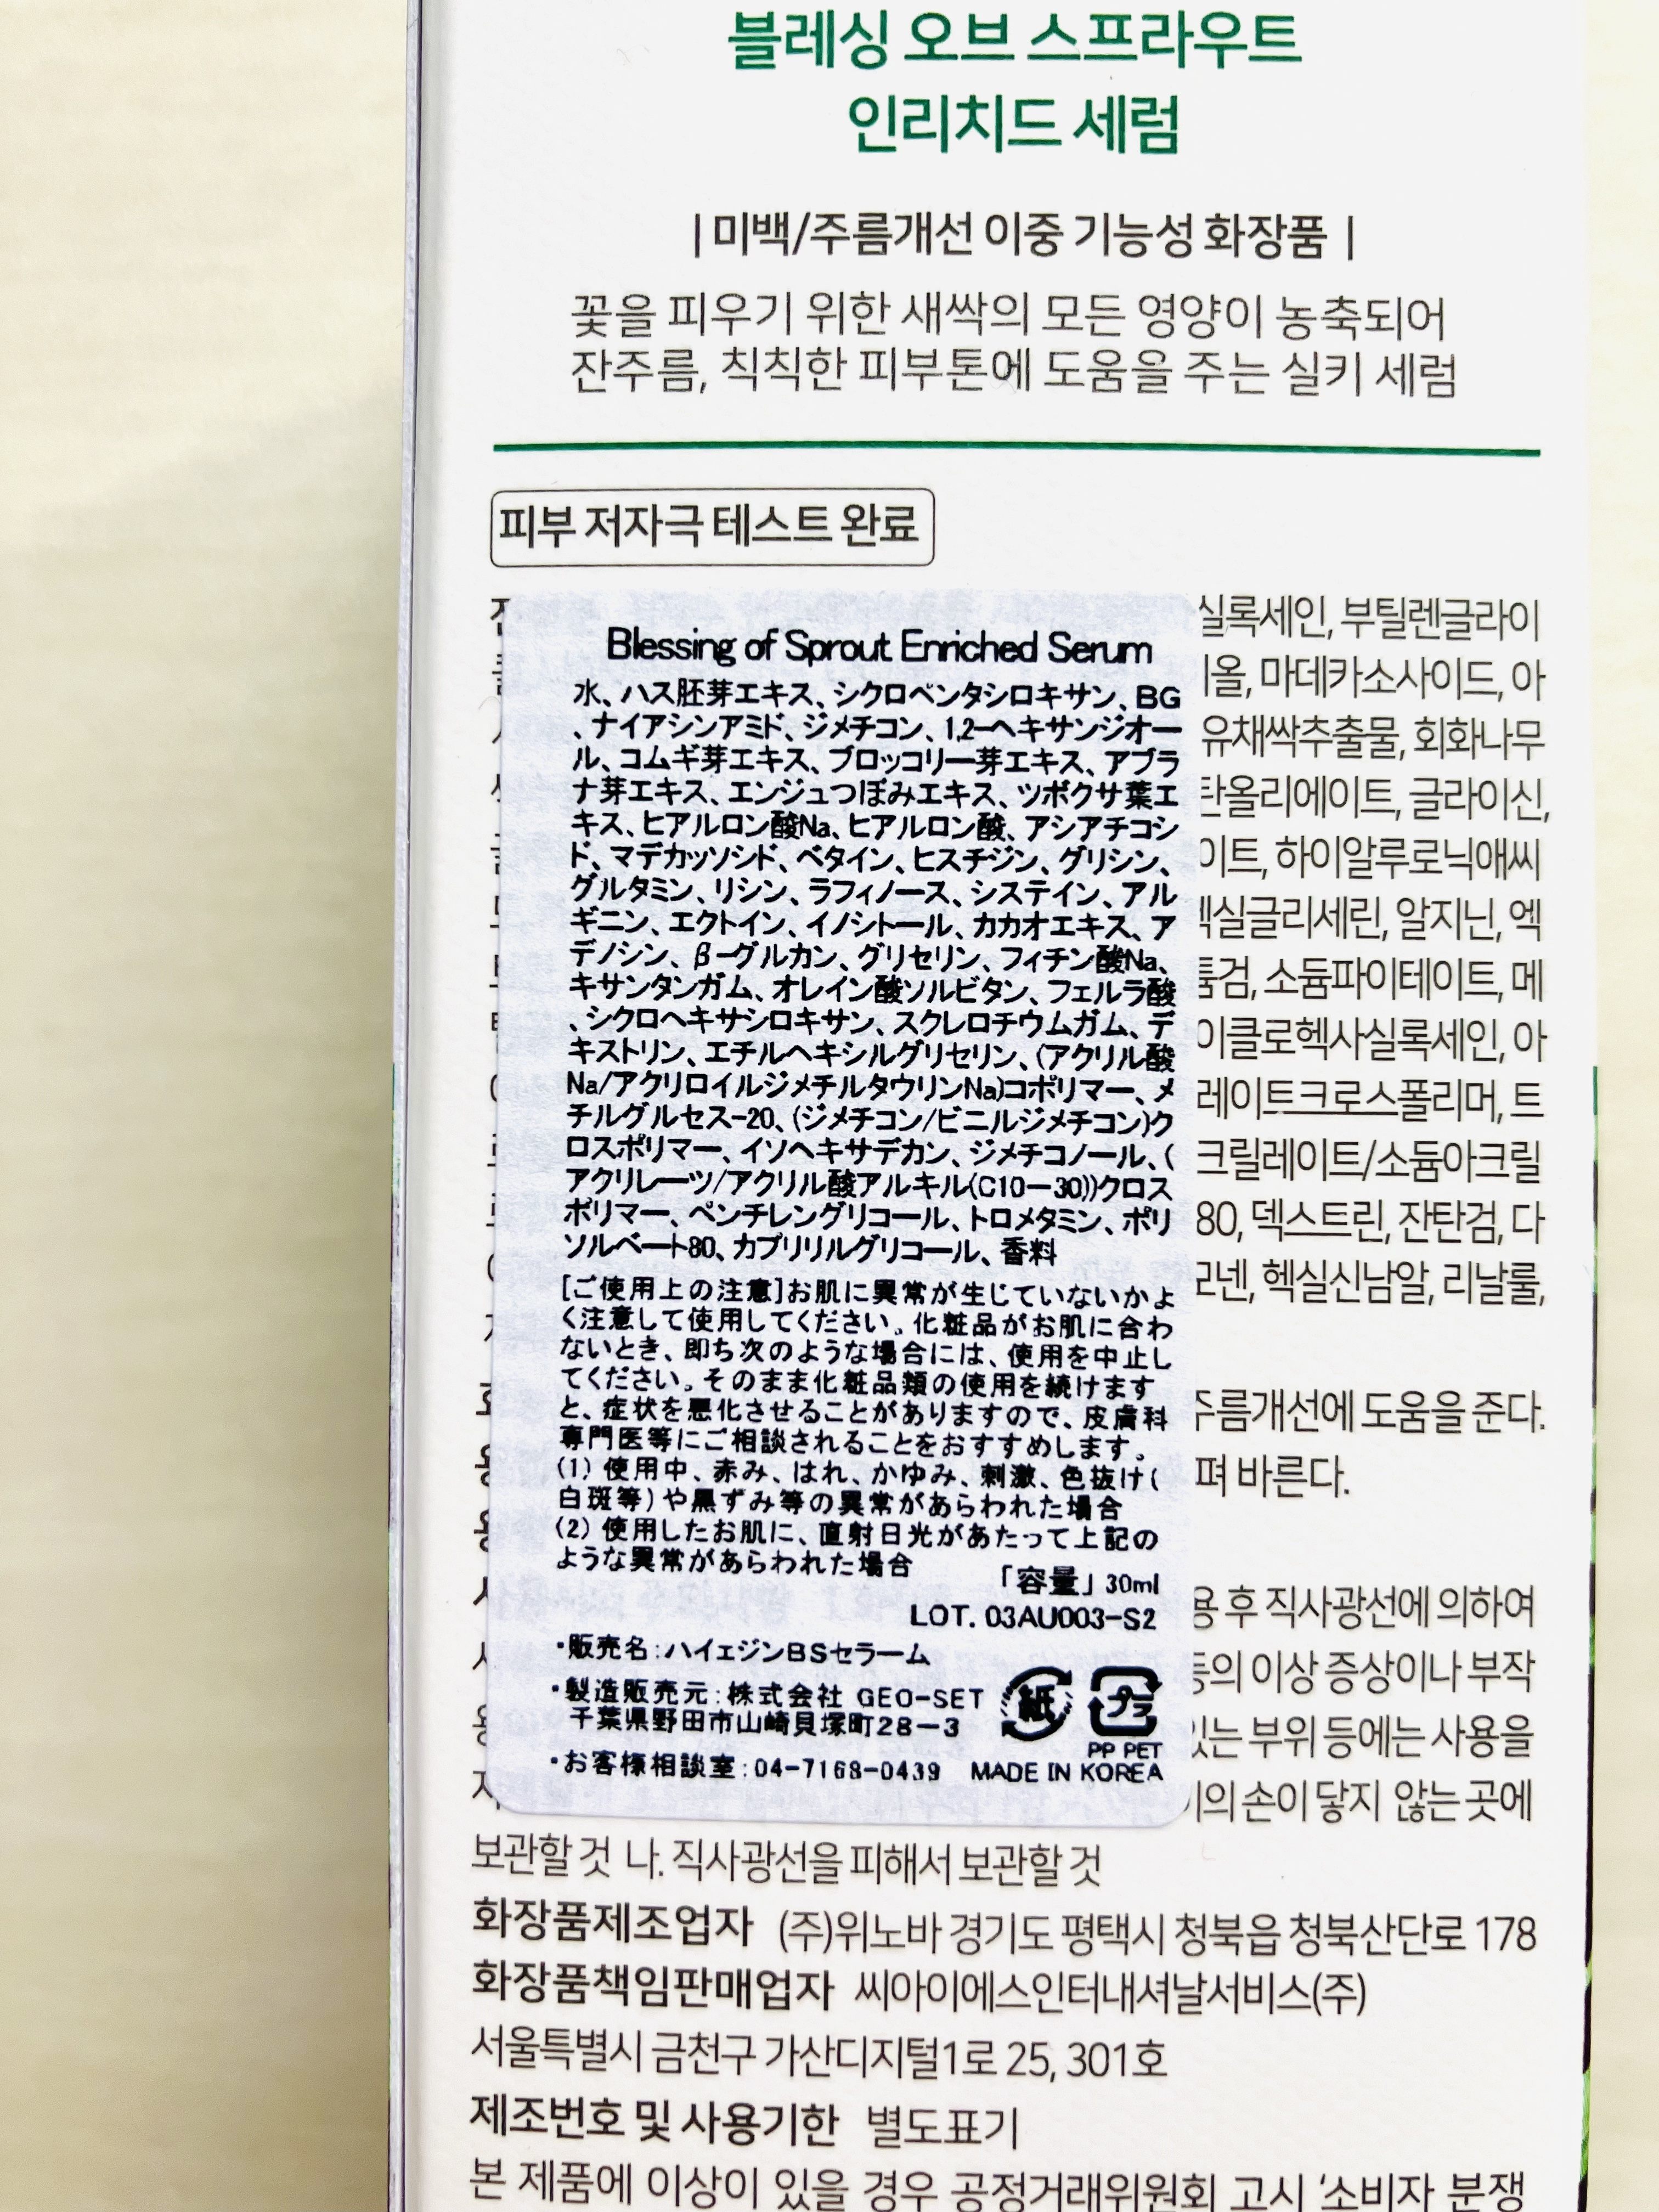 블레싱 오브 스프라우트
인리치드 세럼
| 미백/주름개선 이중 기능성 화장품 |
꽃을 피우기 위한 새싹의 모든 영양이 농축되어
잔주름, 칙칙한 피부톤에 도움을 주는 실키 세럼
피부 저자극 테스트 완료
실록세인, 부틸렌글라이
올, 마데카소사이드, 아
유채싹추출물, 회화나무
탄올리에이트, 글라이신,
이트, 하이알루로닉애씨
헥실글리세린, 알지닌, 엑
튬검, 소듐파이테이트, 메
이클로헥사실록세인, 아
레이트크로스폴리머, 트
크릴레이트/소듐아크릴
80, 덱스트린, 잔탄검, 다
모넨, 헥실신남알, 리날룰,
주름개선에 도움을 준다.
펴 바른다.
용 후 직사광선에 의하여
등의 이상 증상이나 부작
있는 부위 등에는 사용을
이의 손이 닿지 않는 곳에
Blessing of Sprout Enriched Serum
水、ハス胚芽エキス、シクロペンタシロキサン、BG
、ナイアシンアミド、ジメチコン、1,2-ヘキサンジオー
ル、コムギ芽エキス、ブロッコリー芽エキス、アブラ
ナ芽エキス、エンジュつぼみエキス、ツボクサ葉エ
キス、ヒアルロン酸Na、ヒアルロン酸、アシアチコシ
ド、マデカッソシド、ベタイン、ヒスチジン、グリシン、
グルタミン、リシン、ラフィノース、システイン、アル
ギニン、エクトイン、イノシトール、カカオエキス、ア
デノシン、β-グルカン、グリセリン、フィチン酸Na、
キサンタンガム、オレイン酸ソルビタン、フェルラ酸
、シクロヘキサシロキサン、スクレロチウムガム、デ
キストリン、エチルヘキシルグリセリン、(アクリル酸
Na/アクリロイルジメチルタウリンNa)コポリマー、メ
チルグルセス-20、(ジメチコン/ビニルジメチコン)ク
ロスポリマー、イソヘキサデカン、ジメチコノール、(
アクリレーツ/アクリル酸アルキル(C10-30))クロス
ポリマー、ペンチレングリコール、トロメタミン、ポリ
ソルベート80、カプリリルグリコール、香料
[ご使用上の注意]お肌に異常が生じていないかよ
く注意して使用してください。化粧品がお肌に合わ
ないとき、即ち次のような場合には、使用を中止し
てください。そのまま化粧品類の使用を続けます
と、症状を悪化させることがありますので、皮膚科
専門医等にご相談されることをおすすめします。
(1) 使用中、赤み、はれ、かゆみ、刺激、色抜け(
白斑等)や黒ずみ等の異常があらわれた場合
(2) 使用したお肌に、直射日光があたって上記の
ような異常があらわれた場合
「容量」30ml
LOT. 03AU003-S2
・販売名:ハイェジンBSセラーム
・製造販売元:株式会社 GEO-SET
千葉県野田市山崎貝塚町28-3
紙
プラ
PP PET
・お客様相談室:04-7168-0439 MADE IN KOREA
보관할 것 나. 직사광선을 피해서 보관할 것
화장품제조업자 (주)위노바 경기도 평택시 청북읍 청북산단로 178
화장품책임판매업자 씨아이에스인터내셔날서비스(주)
서울특별시 금천구 가산디지털1로 25, 301호
제조번호 및 사용기한 별도표기
본 제품에 이상이 있을 경우 공정거래위원회 고시 '소비자 분쟁